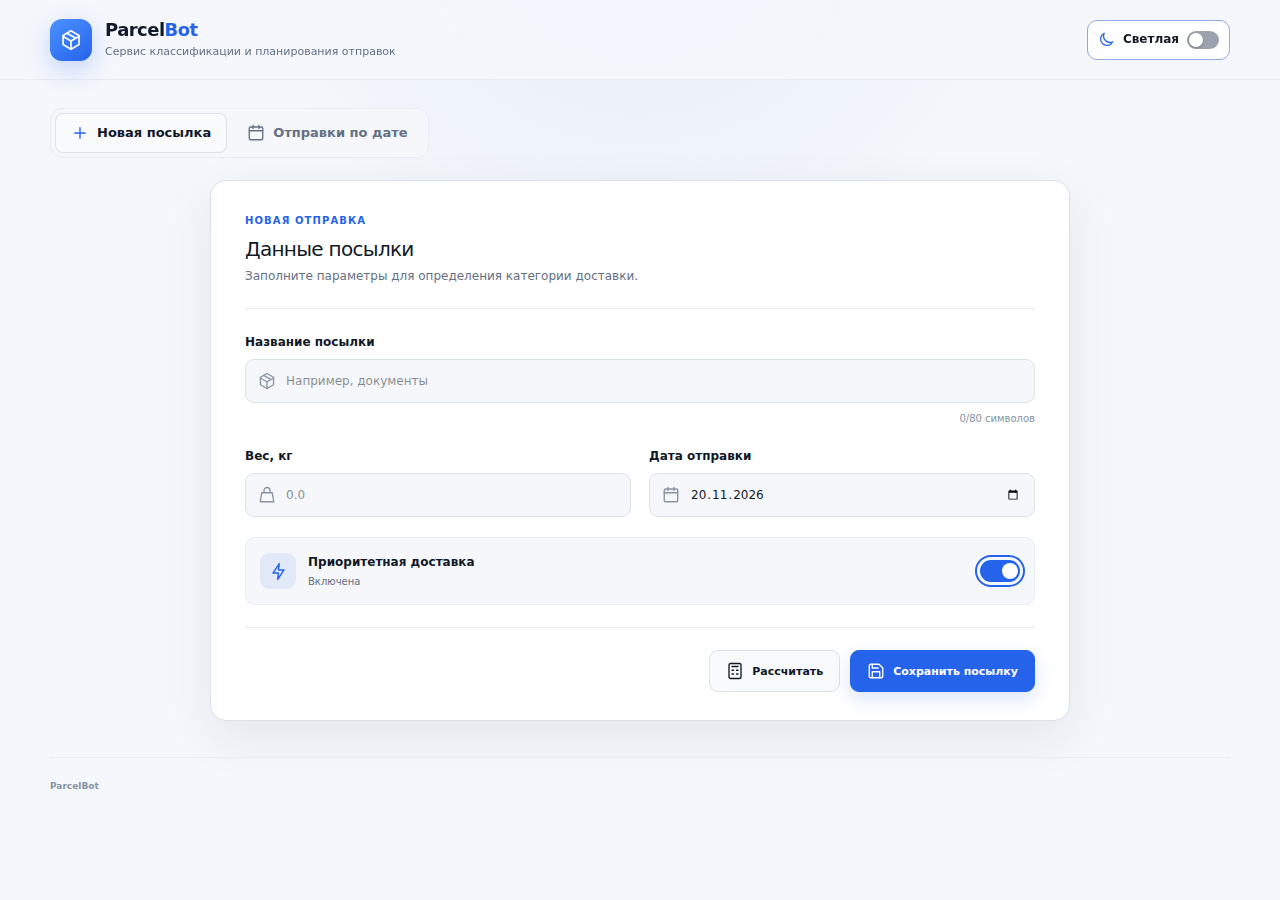 ParcelBot
Сервис классификации и планирования отправок
Светлая
Новая посылка
Отправки по дате
НОВАЯ ОТПРАВКА
Данные посылки
Заполните параметры для определения категории доставки.
Название посылки
Например, документы
0/80 символов
Вес, кг
Дата отправки
0.0
20.11.2026
Приоритетная доставка
Включена
Рассчитать
Сохранить посылку
ParcelBot